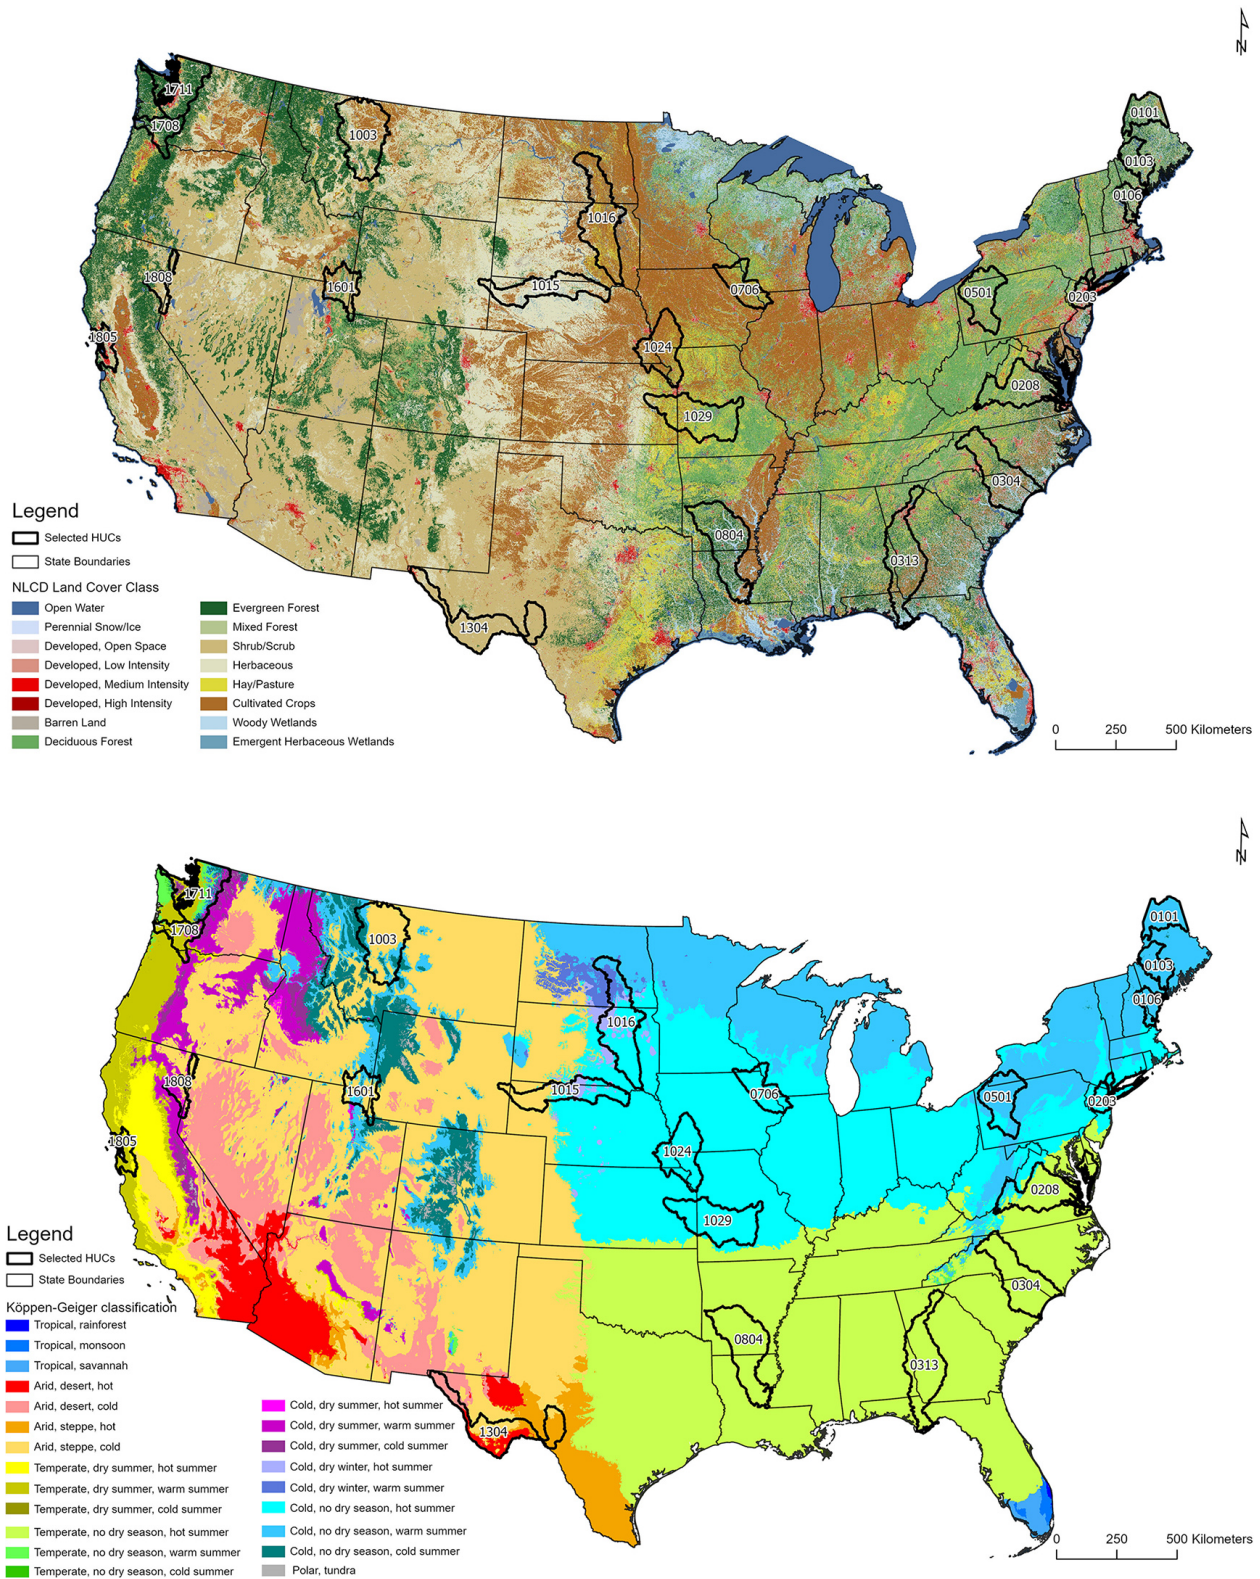 N
1711
1708
1003
0101
0103
0106
1016
1808
1601
1015
0706
0501
0203
1805
1024
0208
1029
0304
0804
0313
1304
Legend
Selected HUCs
State Boundaries
NLCD Land Cover Class
Open Water
Perennial Snow/Ice
Developed, Open Space
Developed, Low Intensity
Developed, Medium Intensity
Developed, High Intensity
Barren Land
Deciduous Forest
Evergreen Forest
Mixed Forest
Shrub/Scrub
Herbaceous
Hay/Pasture
Cultivated Crops
Woody Wetlands
Emergent Herbaceous Wetlands
0 250 500 Kilometers
N
1711
1708
1003
0101
0103
0106
1016
1808
1601
1015
0706
0501
0203
1805
1024
0208
1029
0304
0804
0313
1304
Legend
Selected HUCs
State Boundaries
Köppen-Geiger classification
Tropical, rainforest
Tropical, monsoon
Tropical, savannah
Arid, desert, hot
Arid, desert, cold
Arid, steppe, hot
Arid, steppe, cold
Temperate, dry summer, hot summer
Temperate, dry summer, warm summer
Temperate, dry summer, cold summer
Temperate, no dry season, hot summer
Temperate, no dry season, warm summer
Temperate, no dry season, cold summer
Cold, dry summer, hot summer
Cold, dry summer, warm summer
Cold, dry summer, cold summer
Cold, dry winter, hot summer
Cold, dry winter, warm summer
Cold, no dry season, hot summer
Cold, no dry season, warm summer
Cold, no dry season, cold summer
Polar, tundra
0 250 500 Kilometers